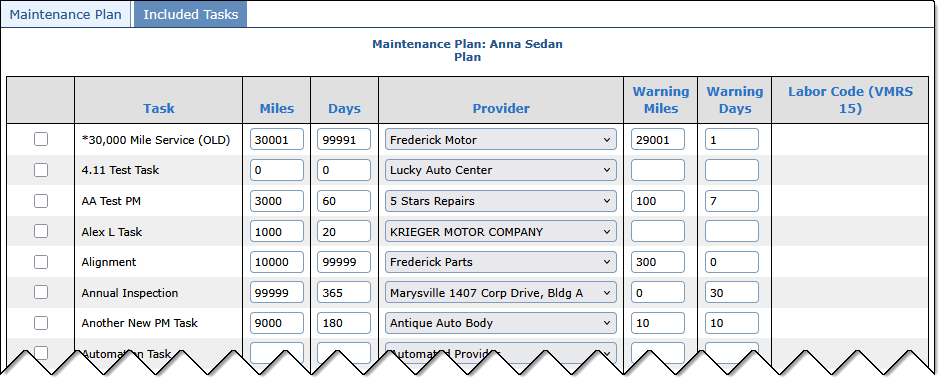 Maintenance Plan Included Tasks
Maintenance Plan: Anna Sedan
Plan
Task Miles Days Provider Warning Miles Warning Days Labor Code (VMRS 15)
*30,000 Mile Service (OLD) 30001 99991 Frederick Motor 29001 1
4.11 Test Task 0 0 Lucky Auto Center
AA Test PM 3000 60 5 Stars Repairs 100 7
Alex L Task 1000 20 KRIEGER MOTOR COMPANY
Alignment 10000 99999 Frederick Parts 300 0
Annual Inspection 99999 365 Marysville 1407 Corp Drive, Bldg A 0 30
Another New PM Task 9000 180 Antique Auto Body 10 10
Automation Task Automated Provider